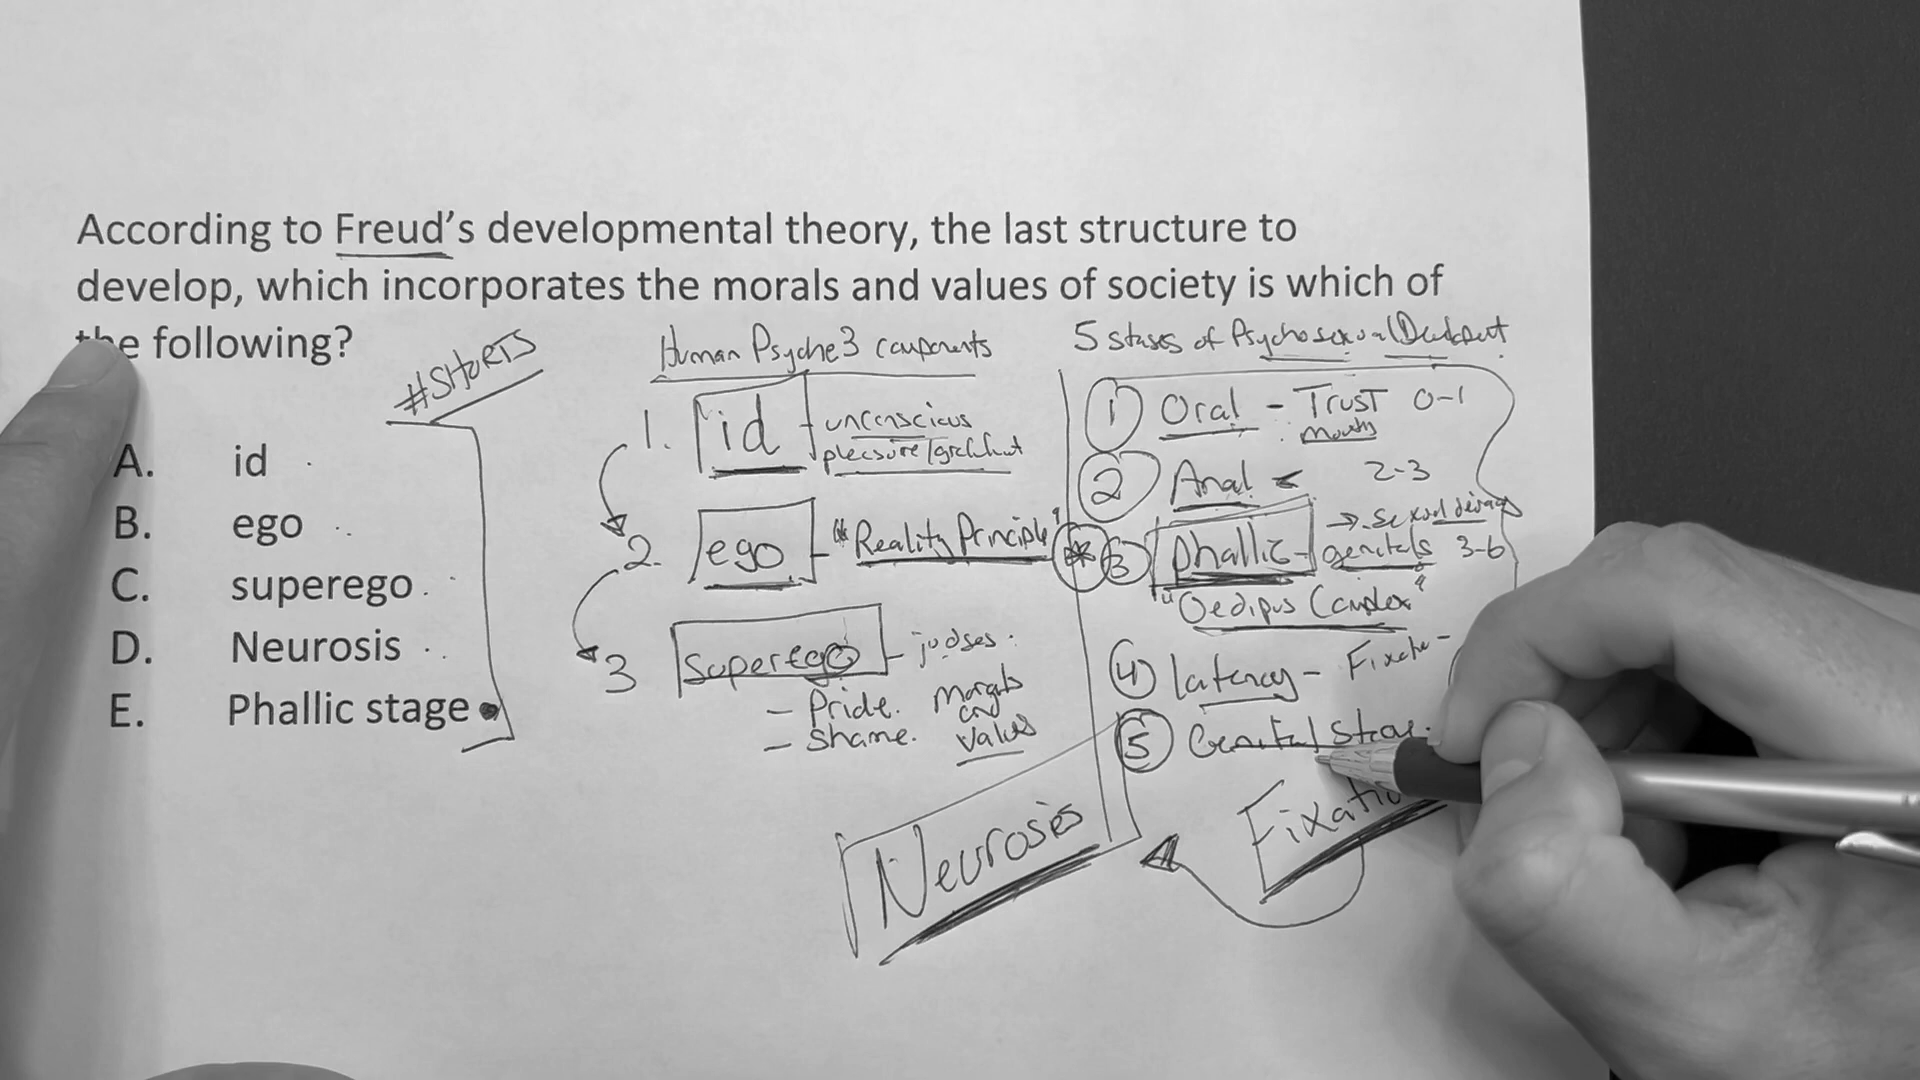 According to Freud's developmental theory, the last structure to
develop, which incorporates the morals and values of society is which of
the following?
#SHORTS
A. id
B. ego
C. superego
D. Neurosis
E. Phallic stage
Human Psyche 3 components
1. id
unconscious
pleasure/
2. ego - "Reality Principle"
3 Superego - judges.
- Pride.
- Shame.
Morals
and
values
5 stages of Psychosexual
1 Oral - Trust 0-1
Mouth
2 Anal 2-3
* 3 phallic - genitals 3-6
→ sexual
"Oedipus Complex"
4 latency -
5 Genital
Neurosis